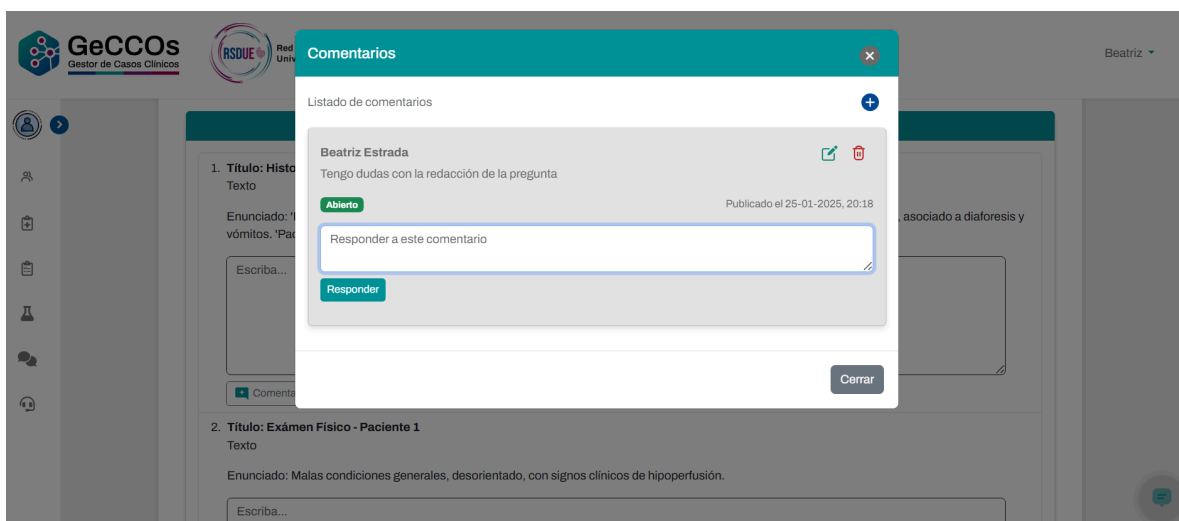 GeCCOs
Gestor de Casos Clínicos
RSDUE
Red
Univ
Comentarios
Beatriz
Listado de comentarios
Beatriz Estrada
Tengo dudas con la redacción de la pregunta
Abierto
Publicado el 25-01-2025, 20:18
Responder a este comentario
Responder
Cerrar
1. Título: Histo
Texto
Enunciado: 'I , asociado a diaforesis y
vómitos. 'Pac
Escriba...
Comenta
2. Título: Exámen Físico - Paciente 1
Texto
Enunciado: Malas condiciones generales, desorientado, con signos clínicos de hipoperfusión.
Escriba...